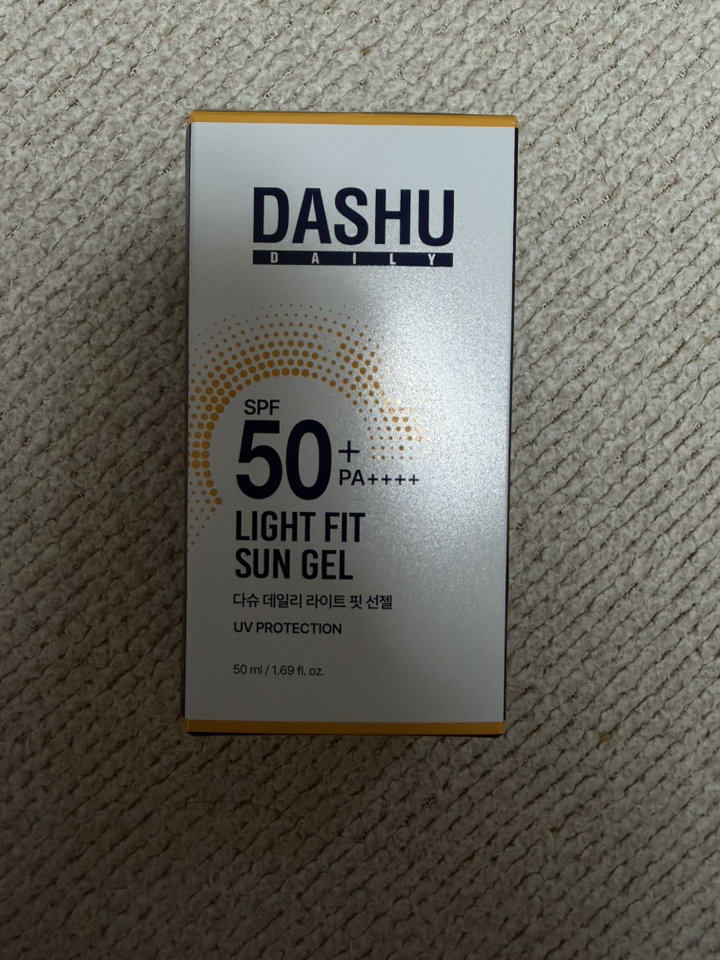 DASHU
DAILY
SPF
50+
PA++++
LIGHT FIT
SUN GEL
다슈 데일리 라이트 핏 선젤
UV PROTECTION
50 ml / 1.69 fl. oz.